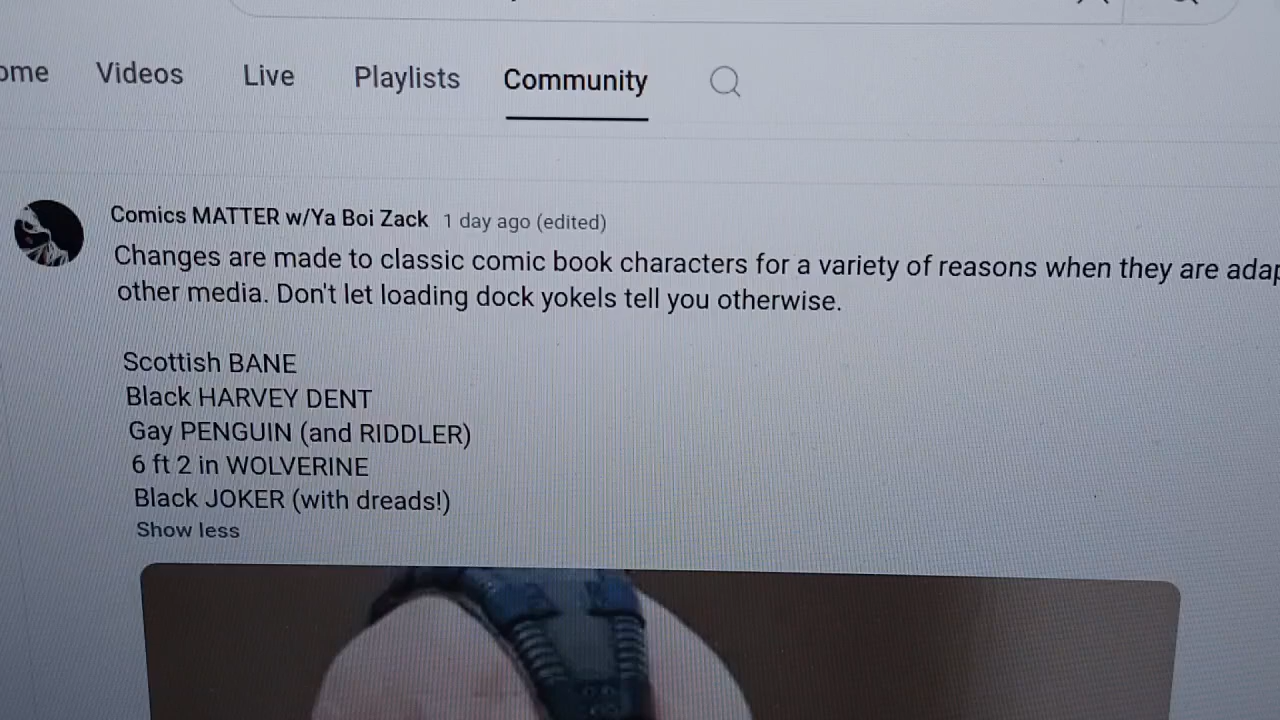 ome Videos Live Playlists Community
Comics MATTER w/Ya Boi Zack 1 day ago (edited)
Changes are made to classic comic book characters for a variety of reasons when they are adap
other media. Don't let loading dock yokels tell you otherwise.
Scottish BANE
Black HARVEY DENT
Gay PENGUIN (and RIDDLER)
6 ft 2 in WOLVERINE
Black JOKER (with dreads!)
Show less